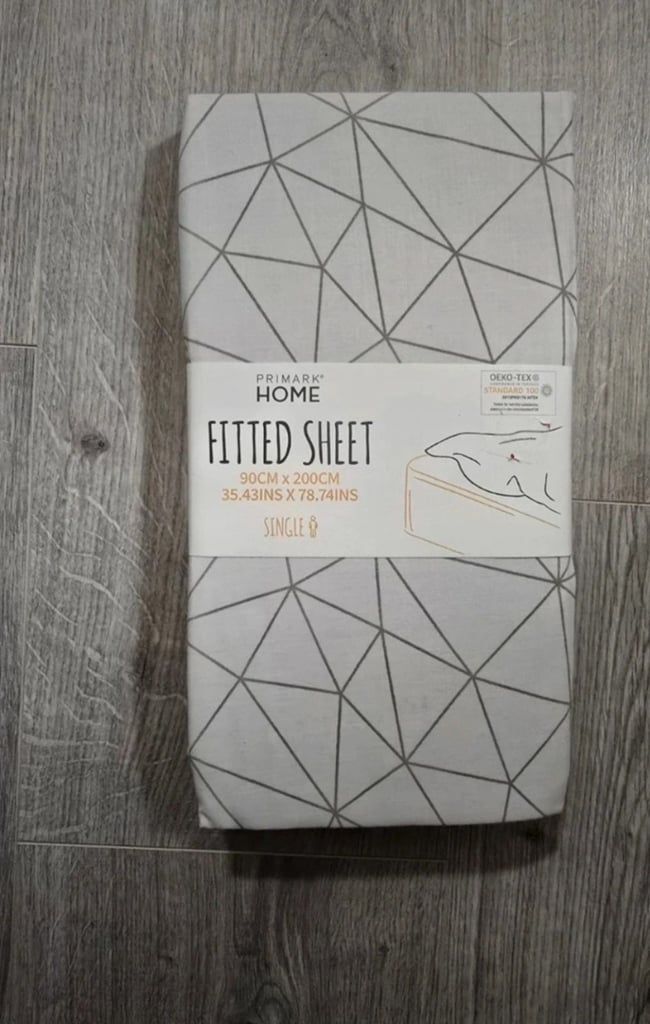 PRIMARK®
HOME
FITTED SHEET
90CM x 200CM
35.43INS X 78.74INS
SINGLE
OEKO-TEX®
STANDARD 100